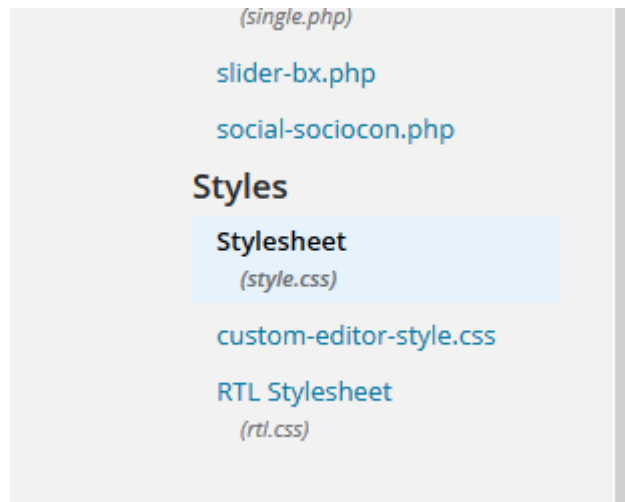 (single.php)
slider-bx.php
social-sociocon.php
Styles
Stylesheet
(style.css)
custom-editor-style.css
RTL Stylesheet
(rtl.css)